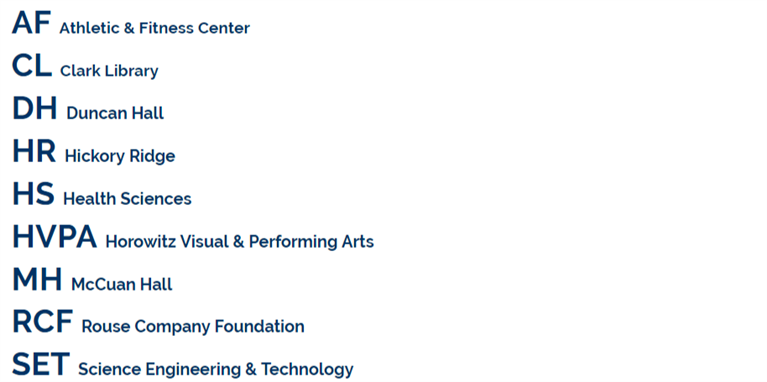 AF Athletic & Fitness Center
CL Clark Library
DH Duncan Hall
HR Hickory Ridge
HS Health Sciences
HVPA Horowitz Visual & Performing Arts
MH McCuan Hall
RCF Rouse Company Foundation
SET Science Engineering & Technology